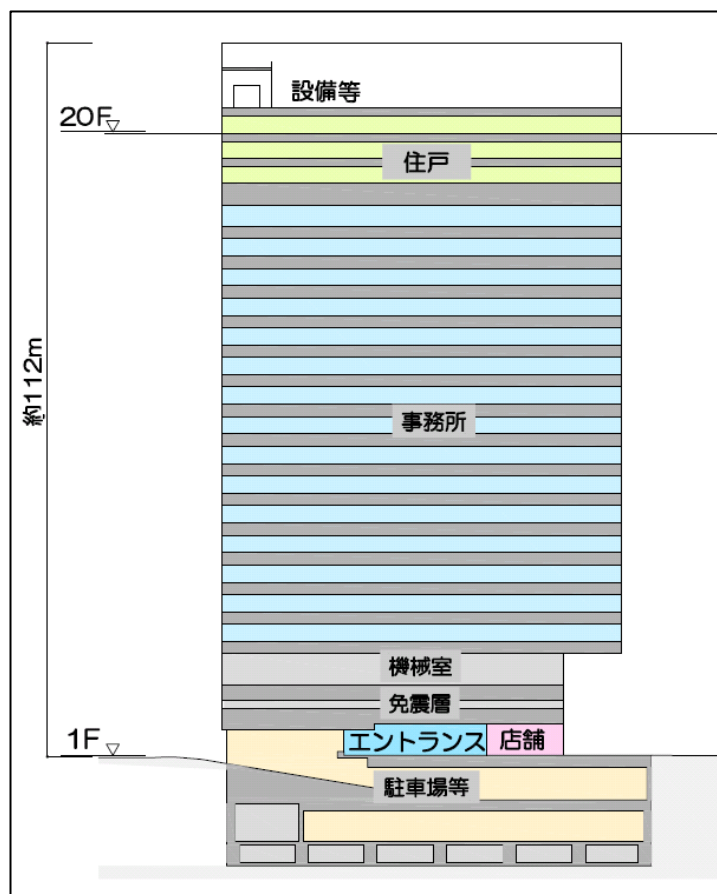 設備等
20F
住戸
約112m
事務所
機械室
免震層
1F
エントランス
店舗
駐車場等